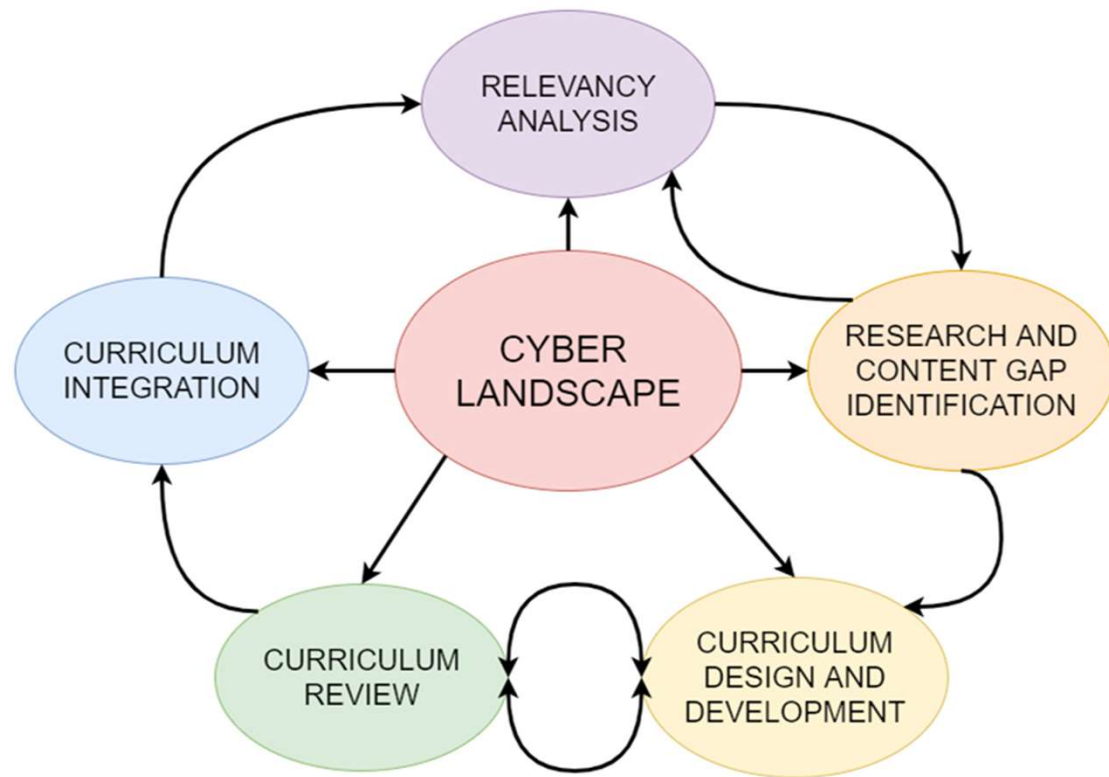 RELEVANCY
ANALYSIS
CURRICULUM
INTEGRATION
CYBER
LANDSCAPE
RESEARCH AND
CONTENT GAP
IDENTIFICATION
CURRICULUM
REVIEW
CURRICULUM
DESIGN AND
DEVELOPMENT